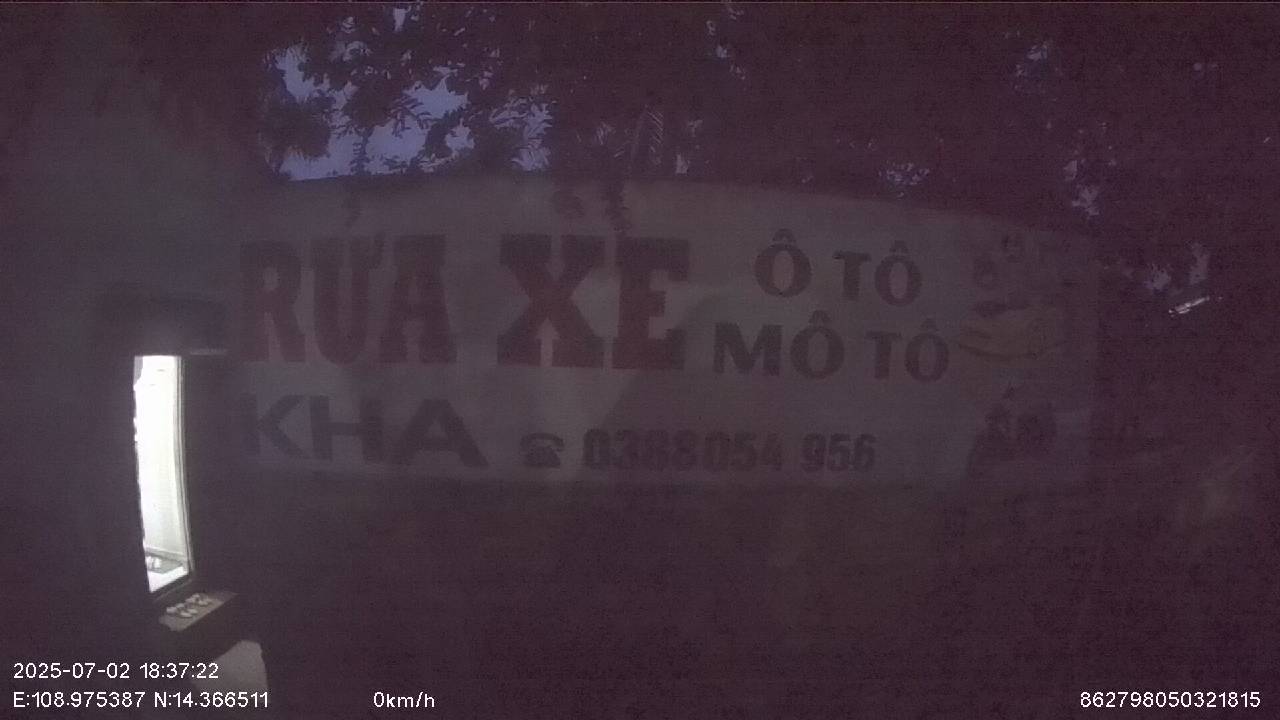 RỬA XE
Ô TÔ
MÔ TÔ
KHA ☎ 0388054 956
2025-07-02 18:37:22
E:108.975387 N:14.366511 0km/h 862798050321815